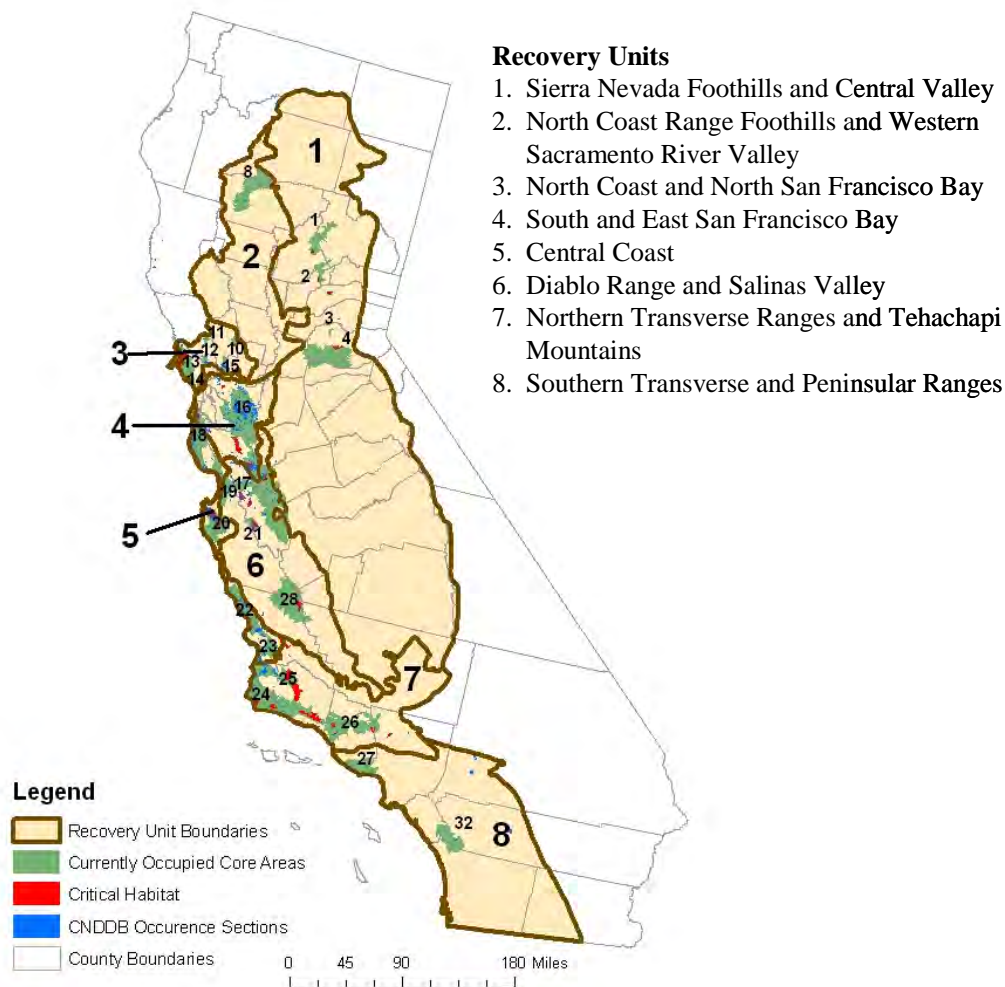 Recovery Units
1. Sierra Nevada Foothills and Central Valley
2. North Coast Range Foothills and Western
Sacramento River Valley
3. North Coast and North San Francisco Bay
4. South and East San Francisco Bay
5. Central Coast
6. Diablo Range and Salinas Valley
7. Northern Transverse Ranges and Tehachapi
Mountains
8. Southern Transverse and Peninsular Ranges
1
8
1
2
2
3
4
11
3
12
10
13
15
14
16
4
18
17
19
5
20
21
6
28
22
23
7
25
24
26
27
32
8
Legend
Recovery Unit Boundaries
Currently Occupied Core Areas
Critical Habitat
CNDDB Occurence Sections
County Boundaries
0 45 90 180 Miles